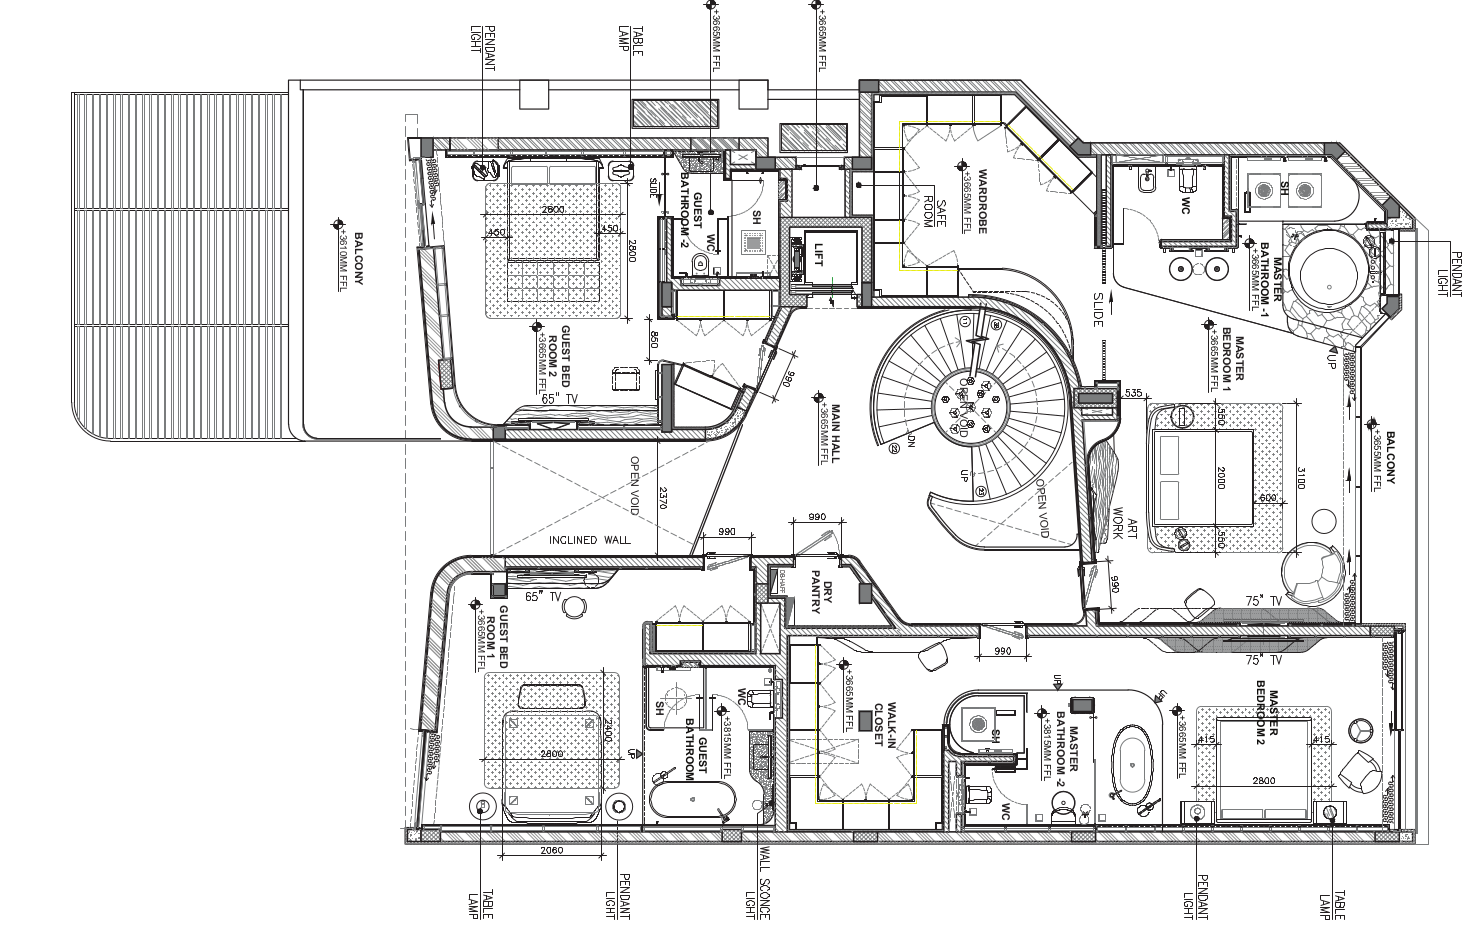 PENDANT
LIGHT
TABLE
LAMP
+3665MM FFL
+3665MM FFL
BALCONY
+3610MM FFL
2800
450
450
2800
GUEST BED
ROOM 2
+3665MM FFL
65" TV
850
SLIDE
GUEST
BATHROOM -2
WC
SH
LIFT
990
SAFE
ROOM
WARDROBE
+3665MM FFL
SLIDE
WC
SH
MASTER
BATHROOM -1
+3665MM FFL
PENDANT
LIGHT
UP
MASTER
BEDROOM 1
+3665MM FFL
535
550
2000
550
600
3100
BALCONY
+3655MM FFL
MAIN HALL
+3665MM FFL
OPEN VOID
DN
UP
OPEN VOID
ART
WORK
990
OPEN VOID
2370
INCLINED WALL
990
990
DRY
PANTRY
990
75" TV
75" TV
65" TV
GUEST BED
ROOM 1
+3665MM FFL
2400
2800
2060
UP
SH
WC
GUEST
BATHROOM
+3815MM FFL
WALK-IN
CLOSET
+3665MM FFL
SH
WC
MASTER
BATHROOM -2
+3815MM FFL
UP
UP
MASTER
BEDROOM 2
+3665MM FFL
415
415
2800
TABLE
LAMP
PENDANT
LIGHT
WALL SCONCE
LIGHT
PENDANT
LIGHT
TABLE
LAMP